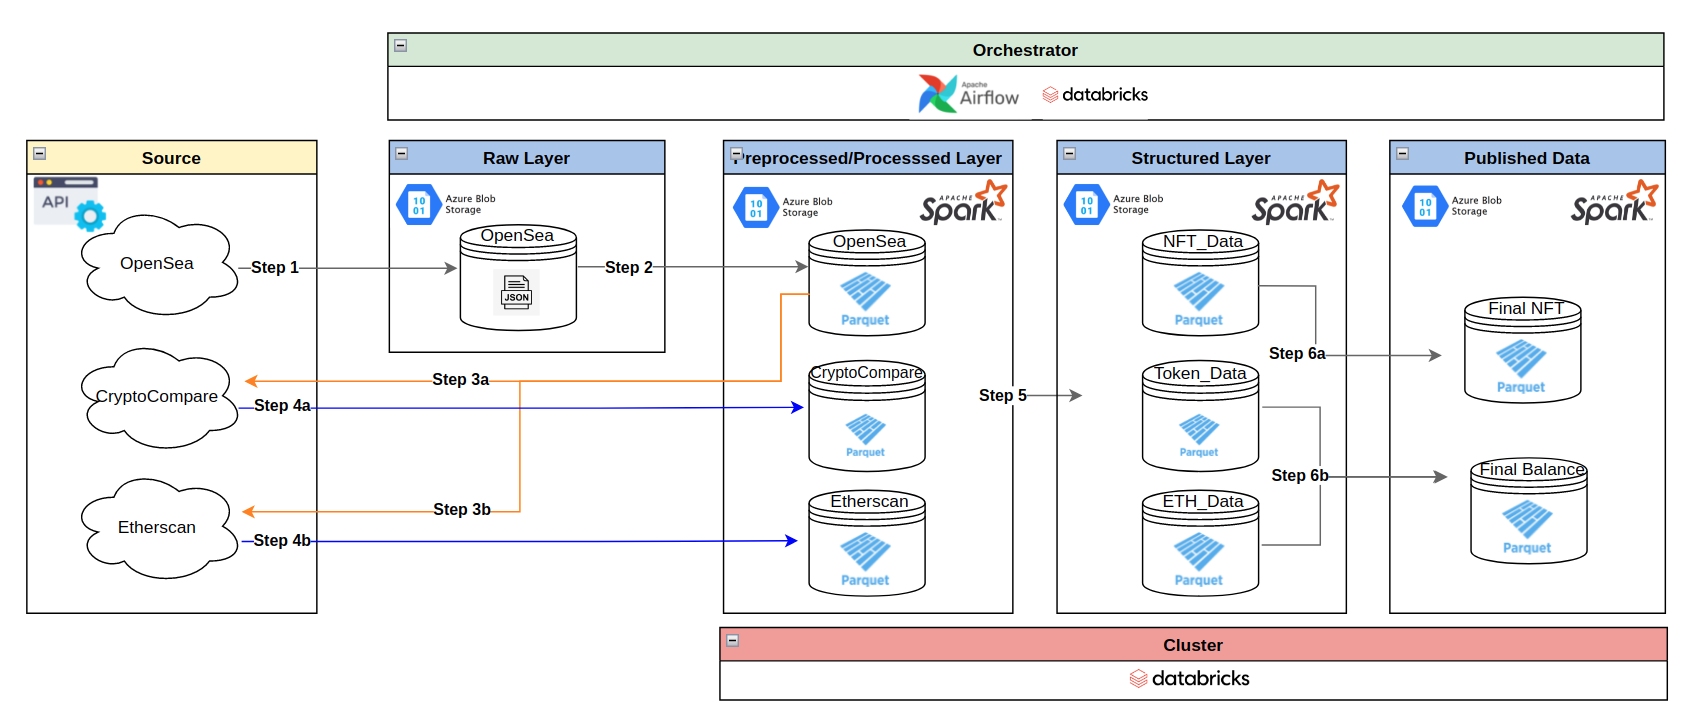 Orchestrator
Apache
Airflow
databricks
Source
API
OpenSea
CryptoCompare
Etherscan
Step 1
Step 3a
Step 4a
Step 3b
Step 4b
Raw Layer
10
01
Azure Blob
Storage
OpenSea
JSON
Step 2
Preprocessed/Processsed Layer
10
01
Azure Blob
Storage
APACHE
Spark
OpenSea
Parquet
CryptoCompare
Parquet
Etherscan
Parquet
Step 5
Structured Layer
10
01
Azure Blob
Storage
APACHE
Spark
NFT_Data
Parquet
Token_Data
Parquet
ETH_Data
Parquet
Step 6a
Step 6b
Published Data
10
01
Azure Blob
Storage
APACHE
Spark
Final NFT
Parquet
Final Balance
Parquet
Cluster
databricks